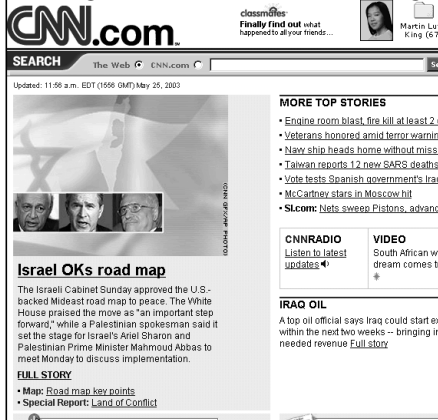 CNN.com
classmates
Finally find out what
happened to all your friends...
Martin Lu
King (67
SEARCH The Web CNN.com Se
Updated: 11:56 a.m. EDT (1556 GMT) May 25, 2003
(CNN GFX/AP PHOTO)
Israel OKs road map
The Israeli Cabinet Sunday approved the U.S.-
backed Mideast road map to peace. The White
House praised the move as "an important step
forward," while a Palestinian spokesman said it
set the stage for Israel's Ariel Sharon and
Palestinian Prime Minister Mahmoud Abbas to
meet Monday to discuss implementation.
FULL STORY
• Map: Road map key points
• Special Report: Land of Conflict
MORE TOP STORIES
• Engine room blast, fire kill at least 2
• Veterans honored amid terror warnin
• Navy ship heads home without miss
• Taiwan reports 12 new SARS deaths
• Vote tests Spanish government's Ira
• McCartney stars in Moscow hit
• SI.com: Nets sweep Pistons, advanc
CNNRADIO
Listen to latest
updates
VIDEO
South African w
dream comes t
IRAQ OIL
A top oil official says Iraq could start ex
within the next two weeks -- bringing i
needed revenue Full story